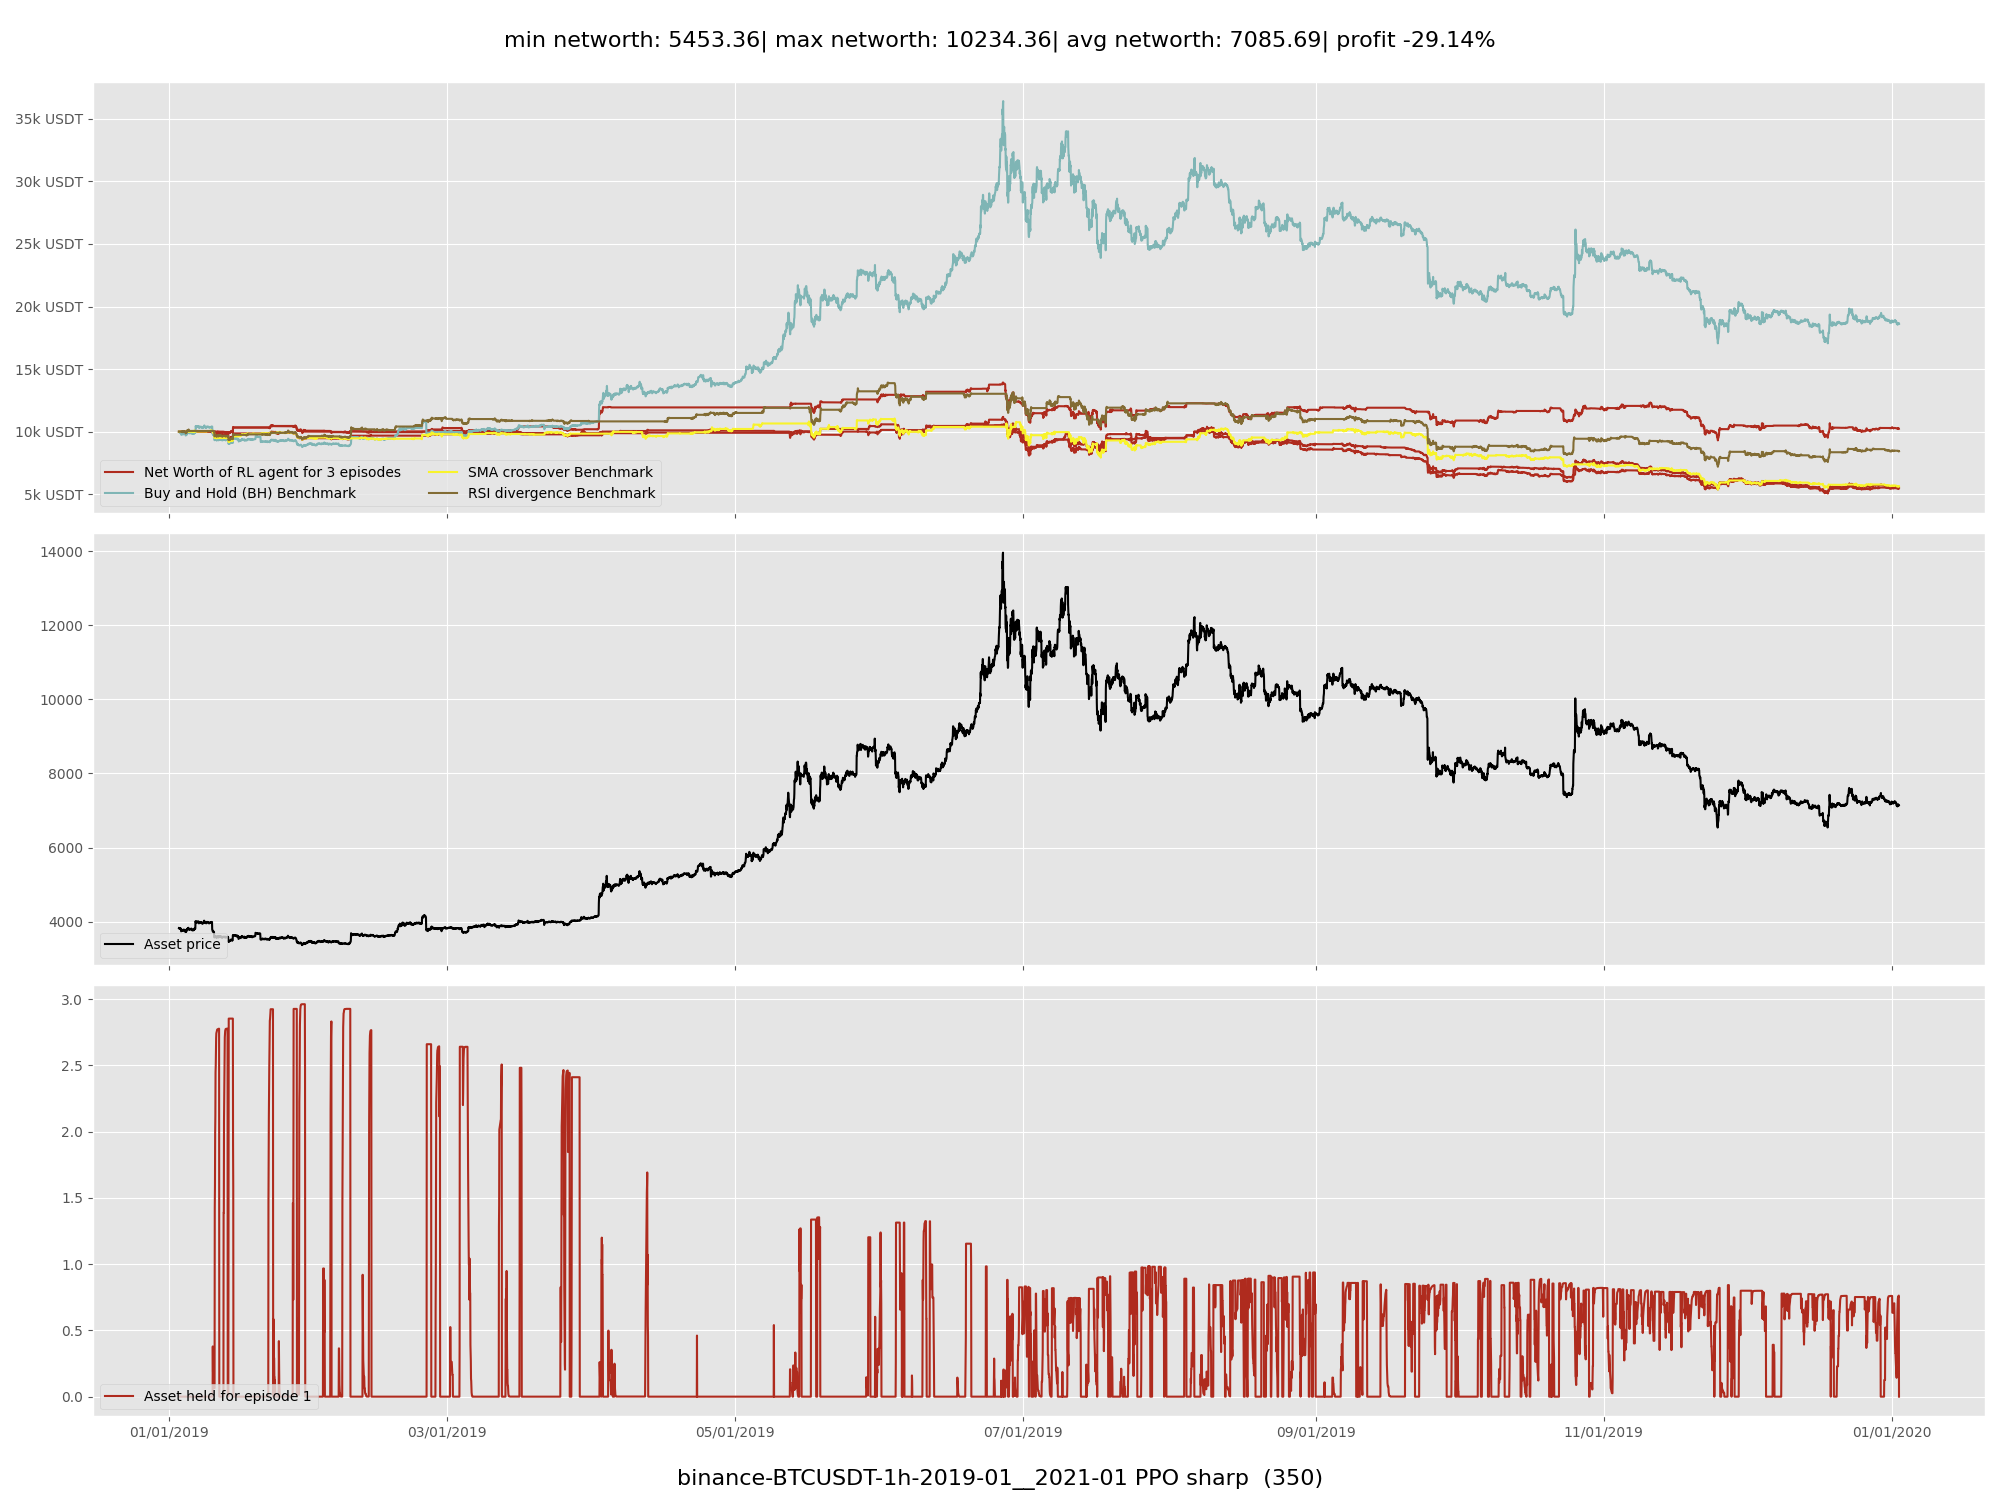 min networth: 5453.36| max networth: 10234.36| avg networth: 7085.69| profit -29.14%
35k USDT
30k USDT
25k USDT
20k USDT
15k USDT
10k USDT
5k USDT
Net Worth of RL agent for 3 episodes
Buy and Hold (BH) Benchmark
SMA crossover Benchmark
RSI divergence Benchmark
14000
12000
10000
8000
6000
4000
Asset price
3.0
2.5
2.0
1.5
1.0
0.5
0.0
Asset held for episode 1
01/01/2019 03/01/2019 05/01/2019 07/01/2019 09/01/2019 11/01/2019 01/01/2020
binance-BTCUSDT-1h-2019-01__2021-01 PPO sharp  (350)